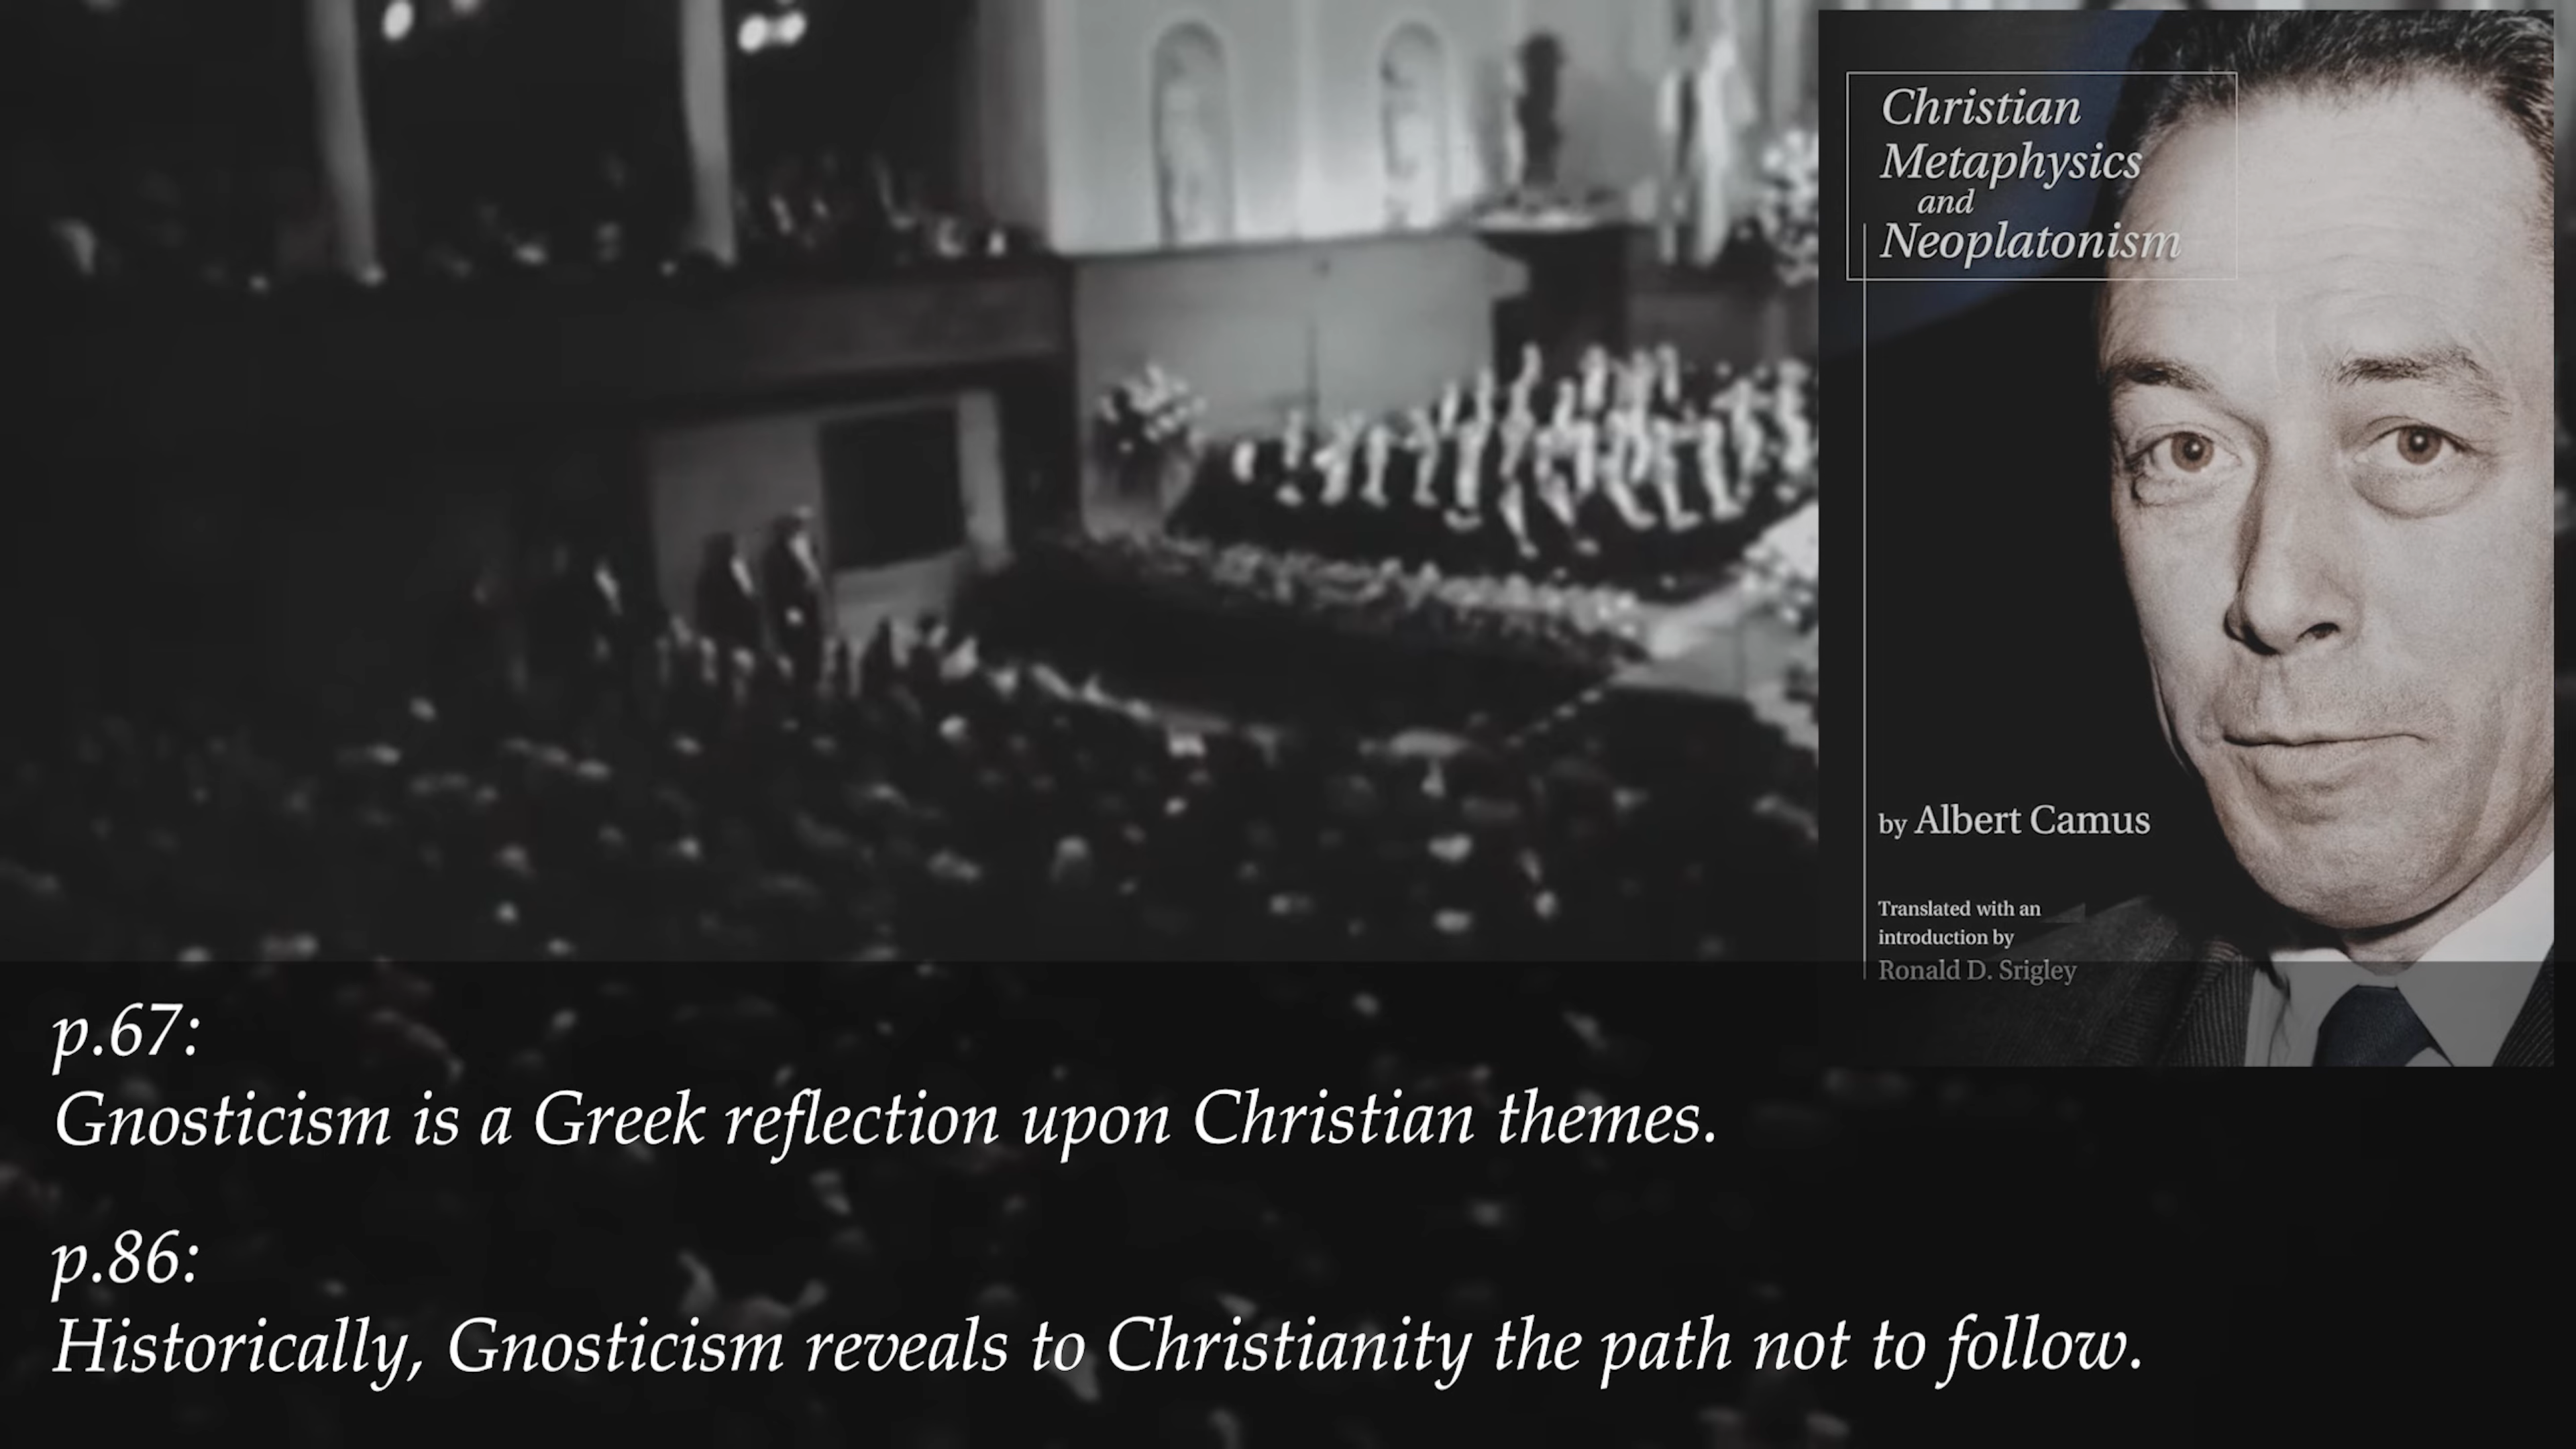 Christian
Metaphysics
and
Neoplatonism
by Albert Camus
Translated with an
introduction by
Ronald D. Srigley
p.67:
Gnosticism is a Greek reflection upon Christian themes.
p.86:
Historically, Gnosticism reveals to Christianity the path not to follow.